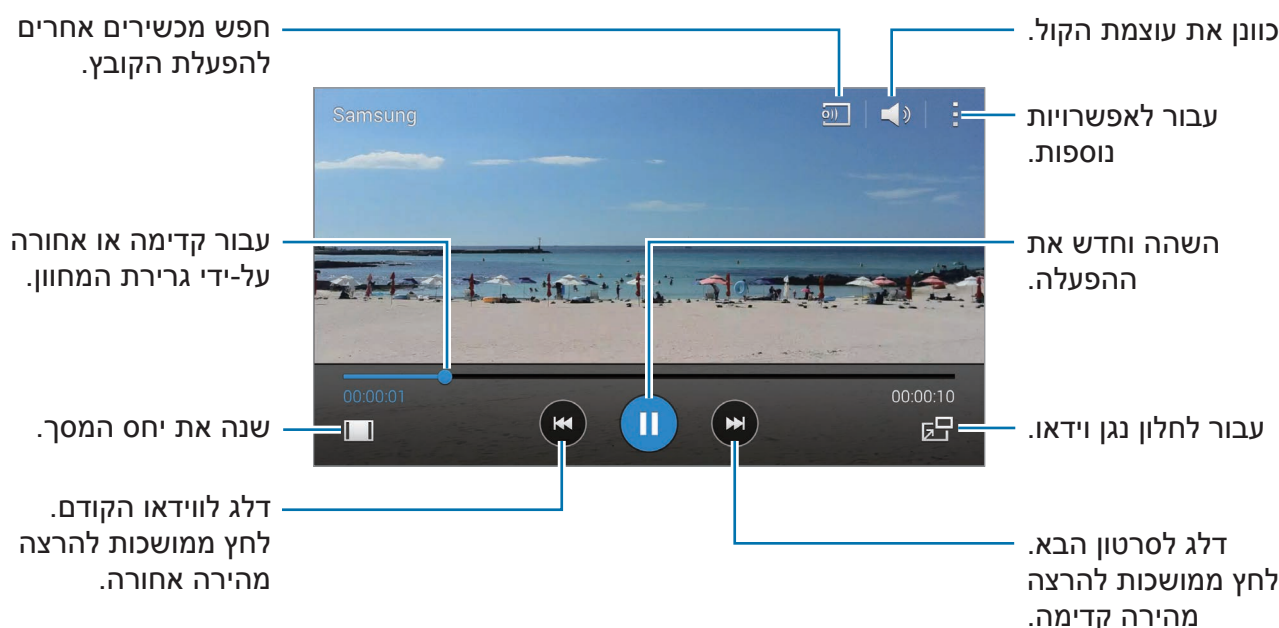 חפש מכשירים אחרים
להפעלת הקובץ.
כוונן את עוצמת הקול.
Samsung
עבור לאפשרויות
נוספות.
עבור קדימה או אחורה
על-ידי גרירת המחוון.
השהה וחדש את
ההפעלה.
00:00:01
00:00:10
שנה את יחס המסך.
עבור לחלון נגן וידאו.
דלג לווידאו הקודם.
לחץ ממושכות להרצה
מהירה אחורה.
דלג לסרטון הבא.
לחץ ממושכות להרצה
מהירה קדימה.